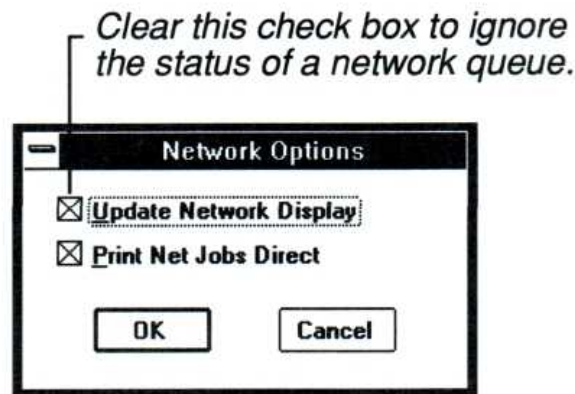 Clear this check box to ignore
the status of a network queue.
Network Options
Update Network Display
Print Net Jobs Direct
OK
Cancel